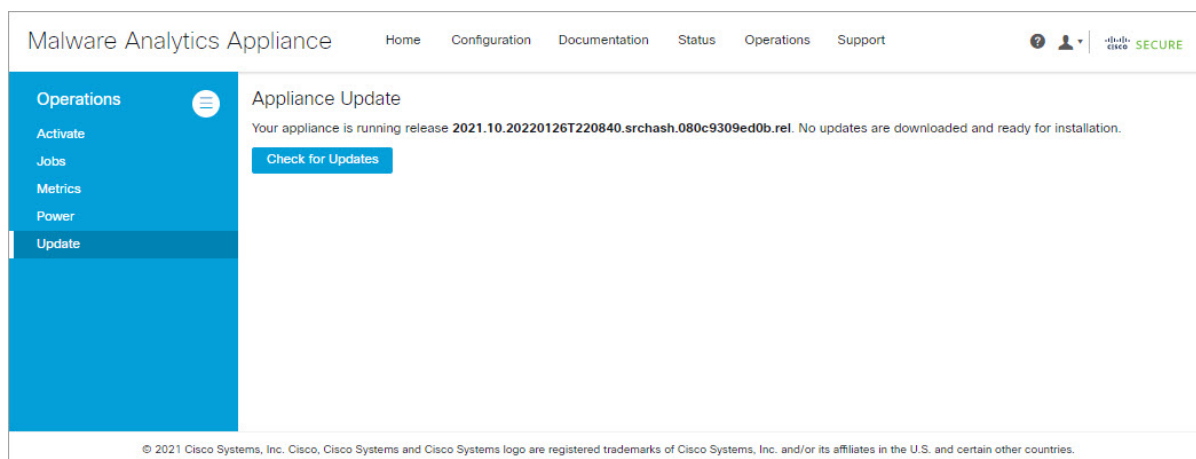 Malware Analytics Appliance
Home Configuration Documentation Status Operations Support
cisco SECURE
Operations
Activate
Jobs
Metrics
Power
Update
Appliance Update
Your appliance is running release 2021.10.20220126T220840.srchash.080c9309ed0b.rel. No updates are downloaded and ready for installation.
Check for Updates
© 2021 Cisco Systems, Inc. Cisco, Cisco Systems and Cisco Systems logo are registered trademarks of Cisco Systems, Inc. and/or its affiliates in the U.S. and certain other countries.